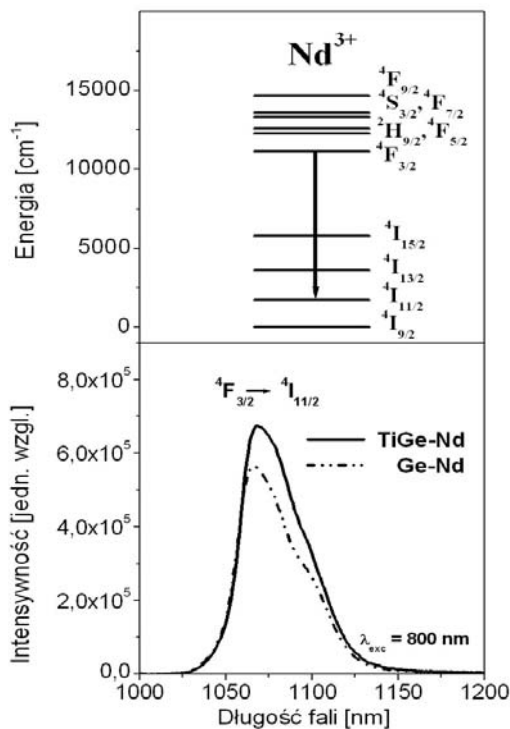 Nd³⁺
Energia [cm⁻¹]
15000
10000
5000
0
⁴F₉/₂
⁴S₃/₂, ⁴F₇/₂
²H₉/₂, ⁴F₅/₂
⁴F₃/₂
⁴I₁₅/₂
⁴I₁₃/₂
⁴I₁₁/₂
⁴I₉/₂
Intensywność [jedn. wzgl.]
8,0x10⁵
6,0x10⁵
4,0x10⁵
2,0x10⁵
0,0
⁴F₃/₂ → ⁴I₁₁/₂
TiGe-Nd
Ge-Nd
λexc = 800 nm
1000 1050 1100 1150 1200
Długość fali [nm]